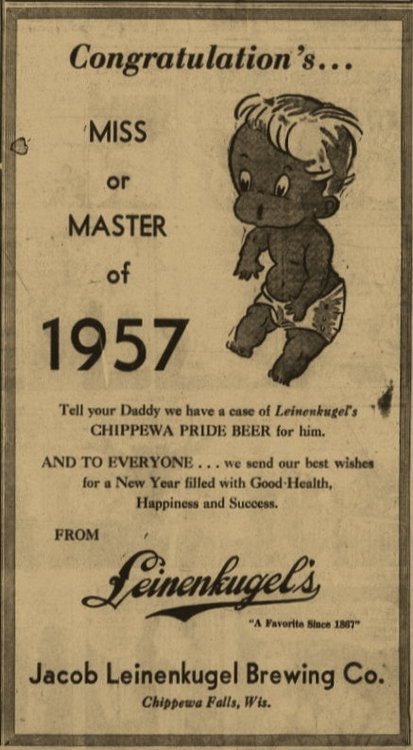 Congratulation's...
MISS
or
MASTER
of
1957
Tell your Daddy we have a case of Leinenkugel's
CHIPPEWA PRIDE BEER for him.
AND TO EVERYONE . . . we send our best wishes
for a New Year filled with Good Health,
Happiness and Success.
FROM
Leinenkugel's
"A Favorite Since 1867"
Jacob Leinenkugel Brewing Co.
Chippewa Falls, Wis.